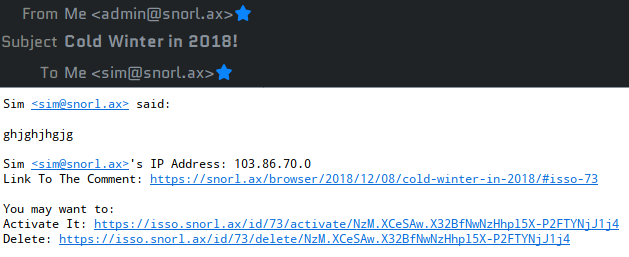 From Me <admin@snorl.ax>
Subject Cold Winter in 2018!
To Me <sim@snorl.ax>
Sim <sim@snorl.ax> said:
ghjghjhgjg
Sim <sim@snorl.ax>'s IP Address: 103.86.70.0
Link To The Comment: https://snorl.ax/browser/2018/12/08/cold-winter-in-2018/#isso-73
You may want to:
Activate It: https://isso.snorl.ax/id/73/activate/NzM.XCeSAw.X32BfNwNzHhpl5X-P2FTYNjJ1j4
Delete: https://isso.snorl.ax/id/73/delete/NzM.XCeSAw.X32BfNwNzHhpl5X-P2FTYNjJ1j4